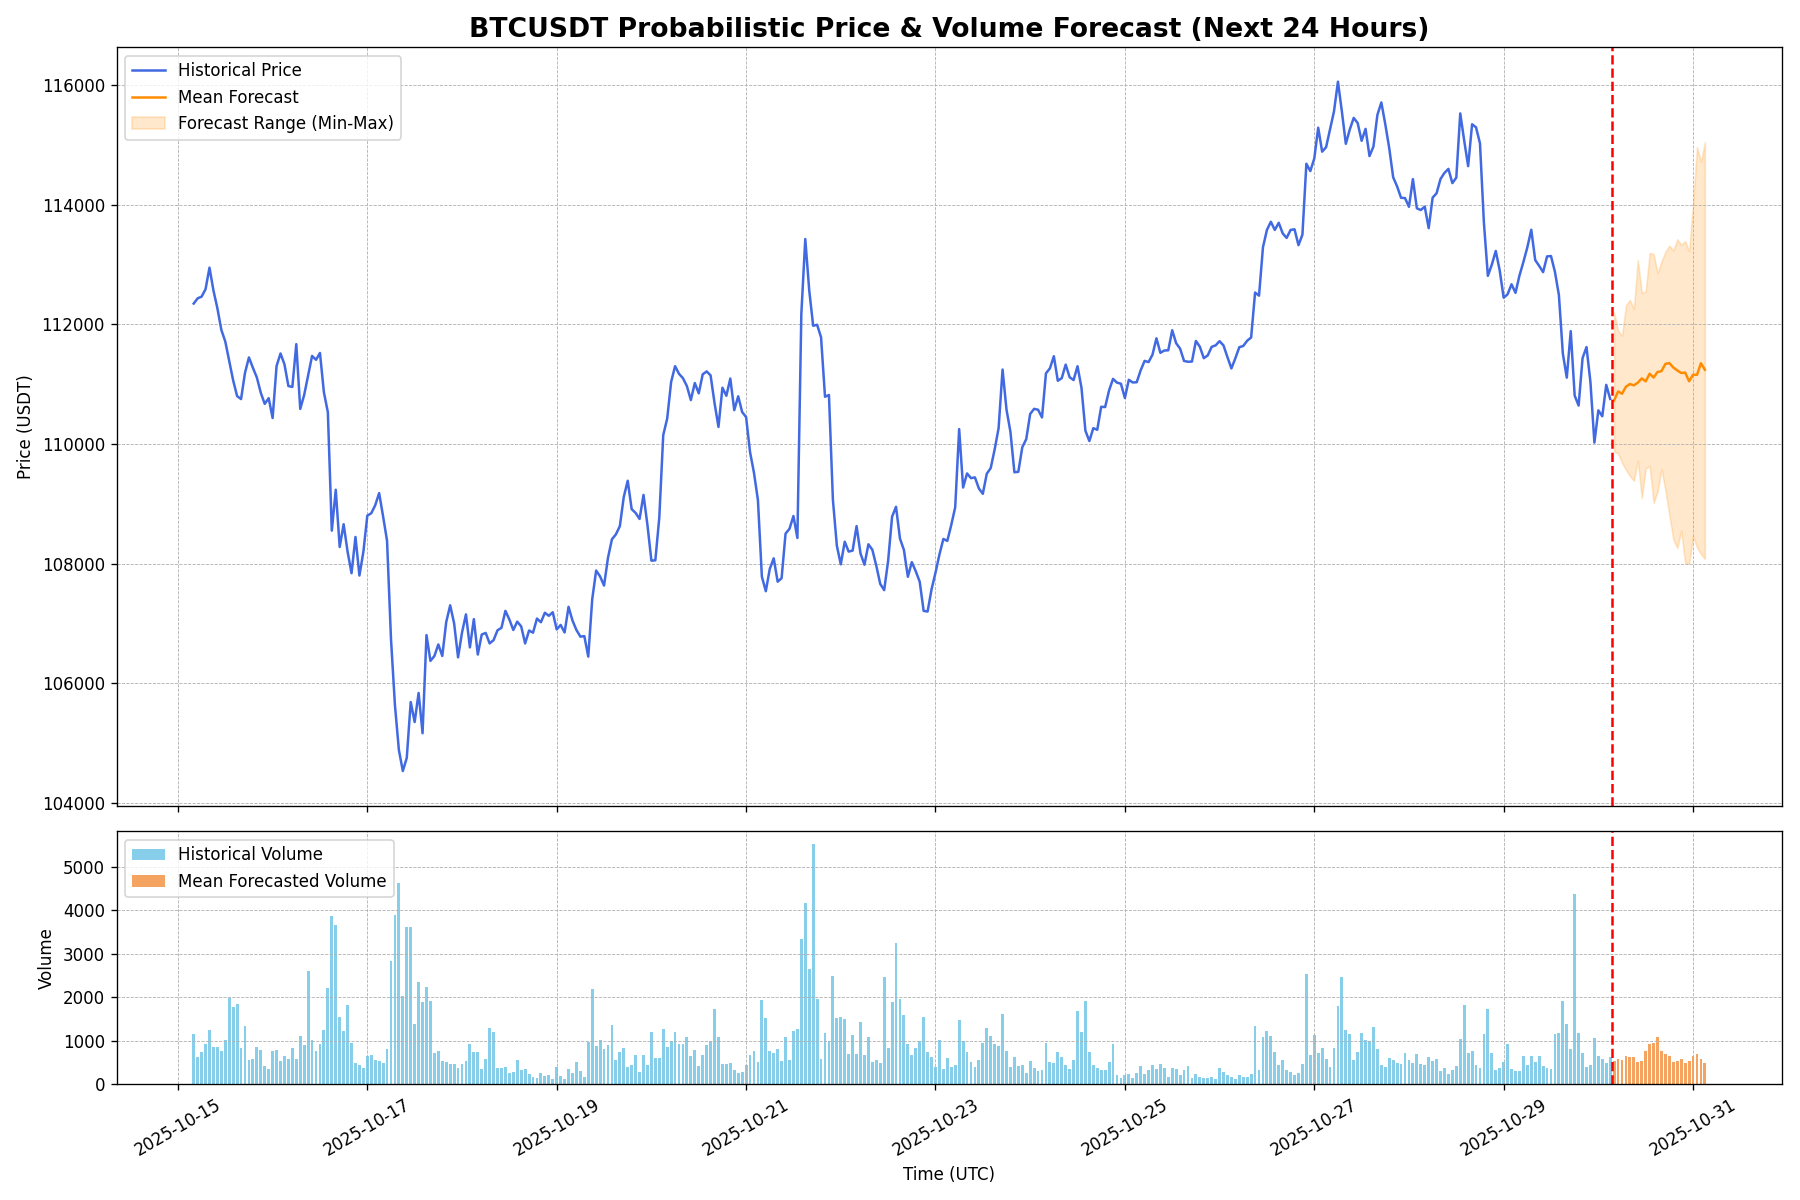 BTCUSDT Probabilistic Price & Volume Forecast (Next 24 Hours)
Historical Price
Mean Forecast
Forecast Range (Min-Max)
116000
114000
112000
110000
108000
106000
104000
Price (USDT)
Historical Volume
Mean Forecasted Volume
5000
4000
3000
2000
1000
0
Volume
2025-10-15
2025-10-17
2025-10-19
2025-10-21
2025-10-23
2025-10-25
2025-10-27
2025-10-29
2025-10-31
Time (UTC)